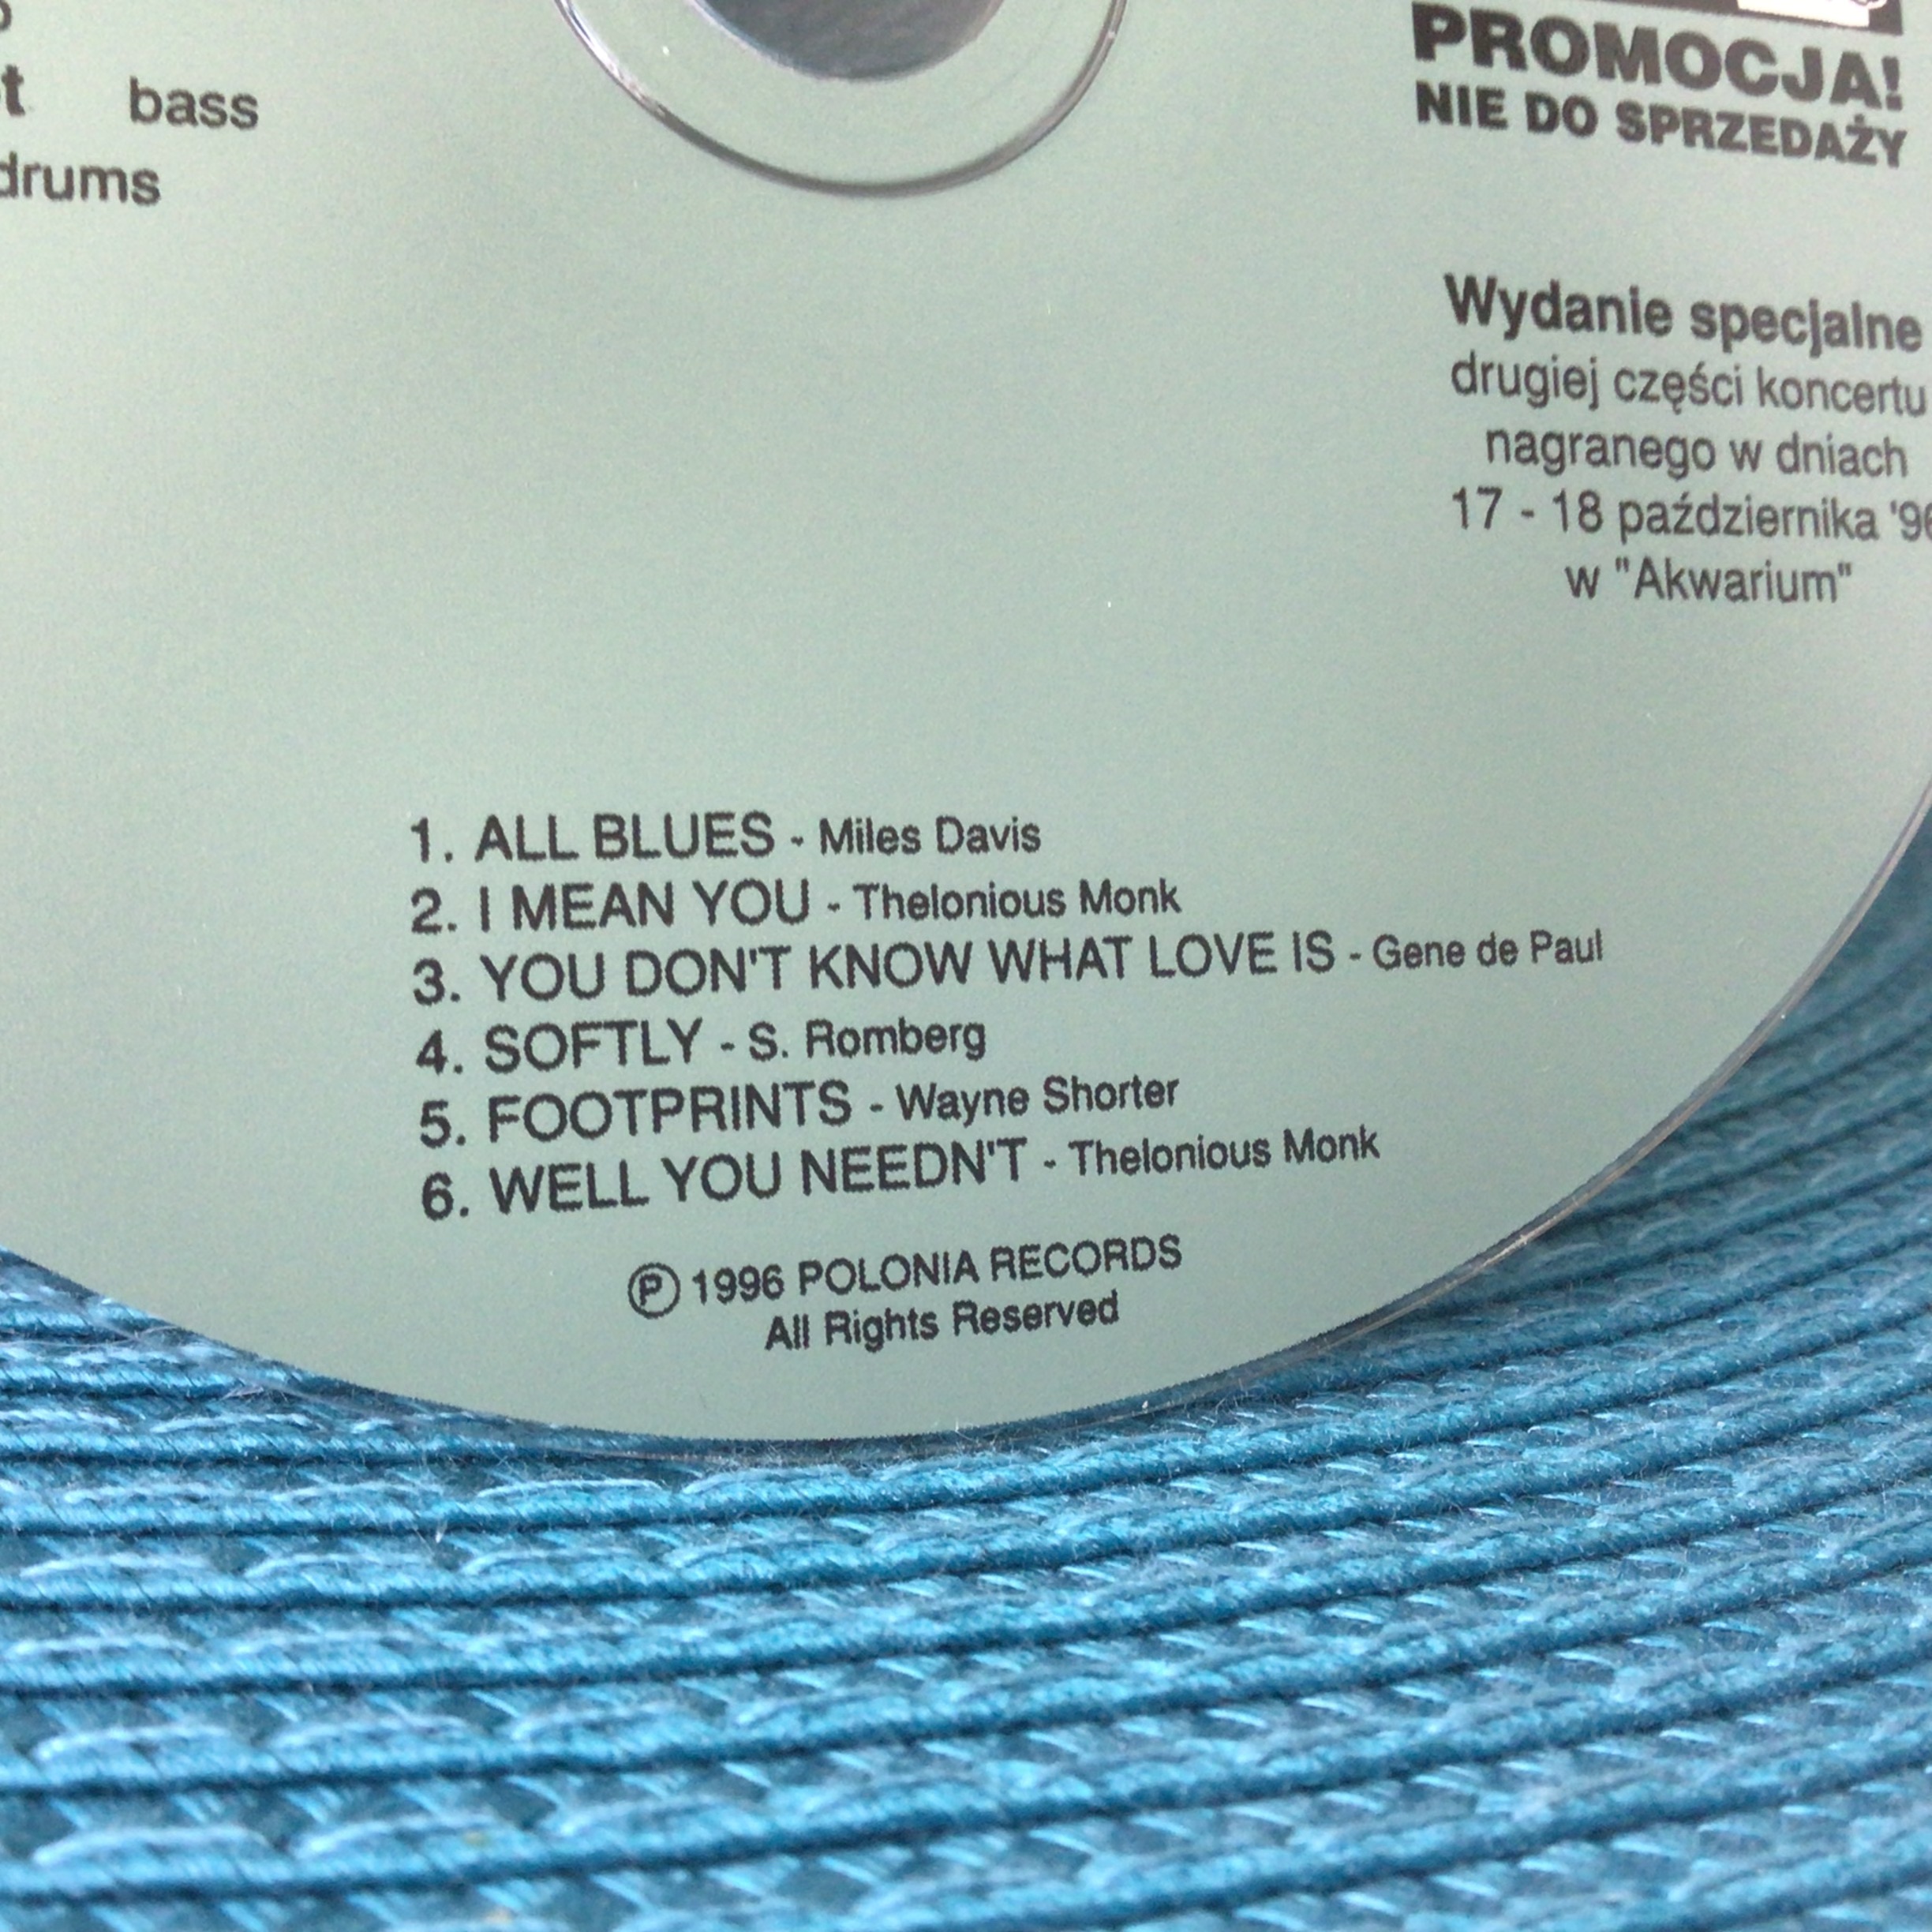 bass
drums
PROMOCJA!
NIE DO SPRZEDAŻY
Wydanie specjalne
drugiej części koncertu
nagranego w dniach
17 - 18 października '96
w "Akwarium"
1. ALL BLUES - Miles Davis
2. I MEAN YOU - Thelonious Monk
3. YOU DON'T KNOW WHAT LOVE IS - Gene de Paul
4. SOFTLY - S. Romberg
5. FOOTPRINTS - Wayne Shorter
6. WELL YOU NEEDN'T - Thelonious Monk
Ⓟ 1996 POLONIA RECORDS
All Rights Reserved